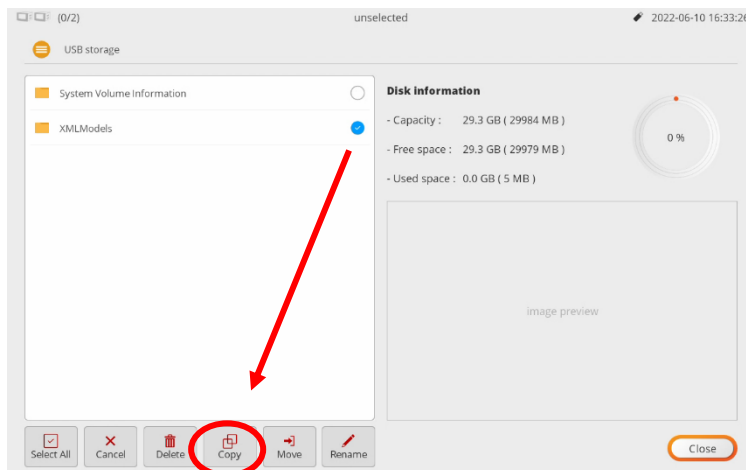 (0/2)
unselected
2022-06-10 16:33:26
USB storage
System Volume Information
XMLModels
Disk information
- Capacity : 29.3 GB ( 29984 MB )
- Free space : 29.3 GB ( 29979 MB )
- Used space : 0.0 GB ( 5 MB )
0 %
image preview
Select All
Cancel
Delete
Copy
Move
Rename
Close